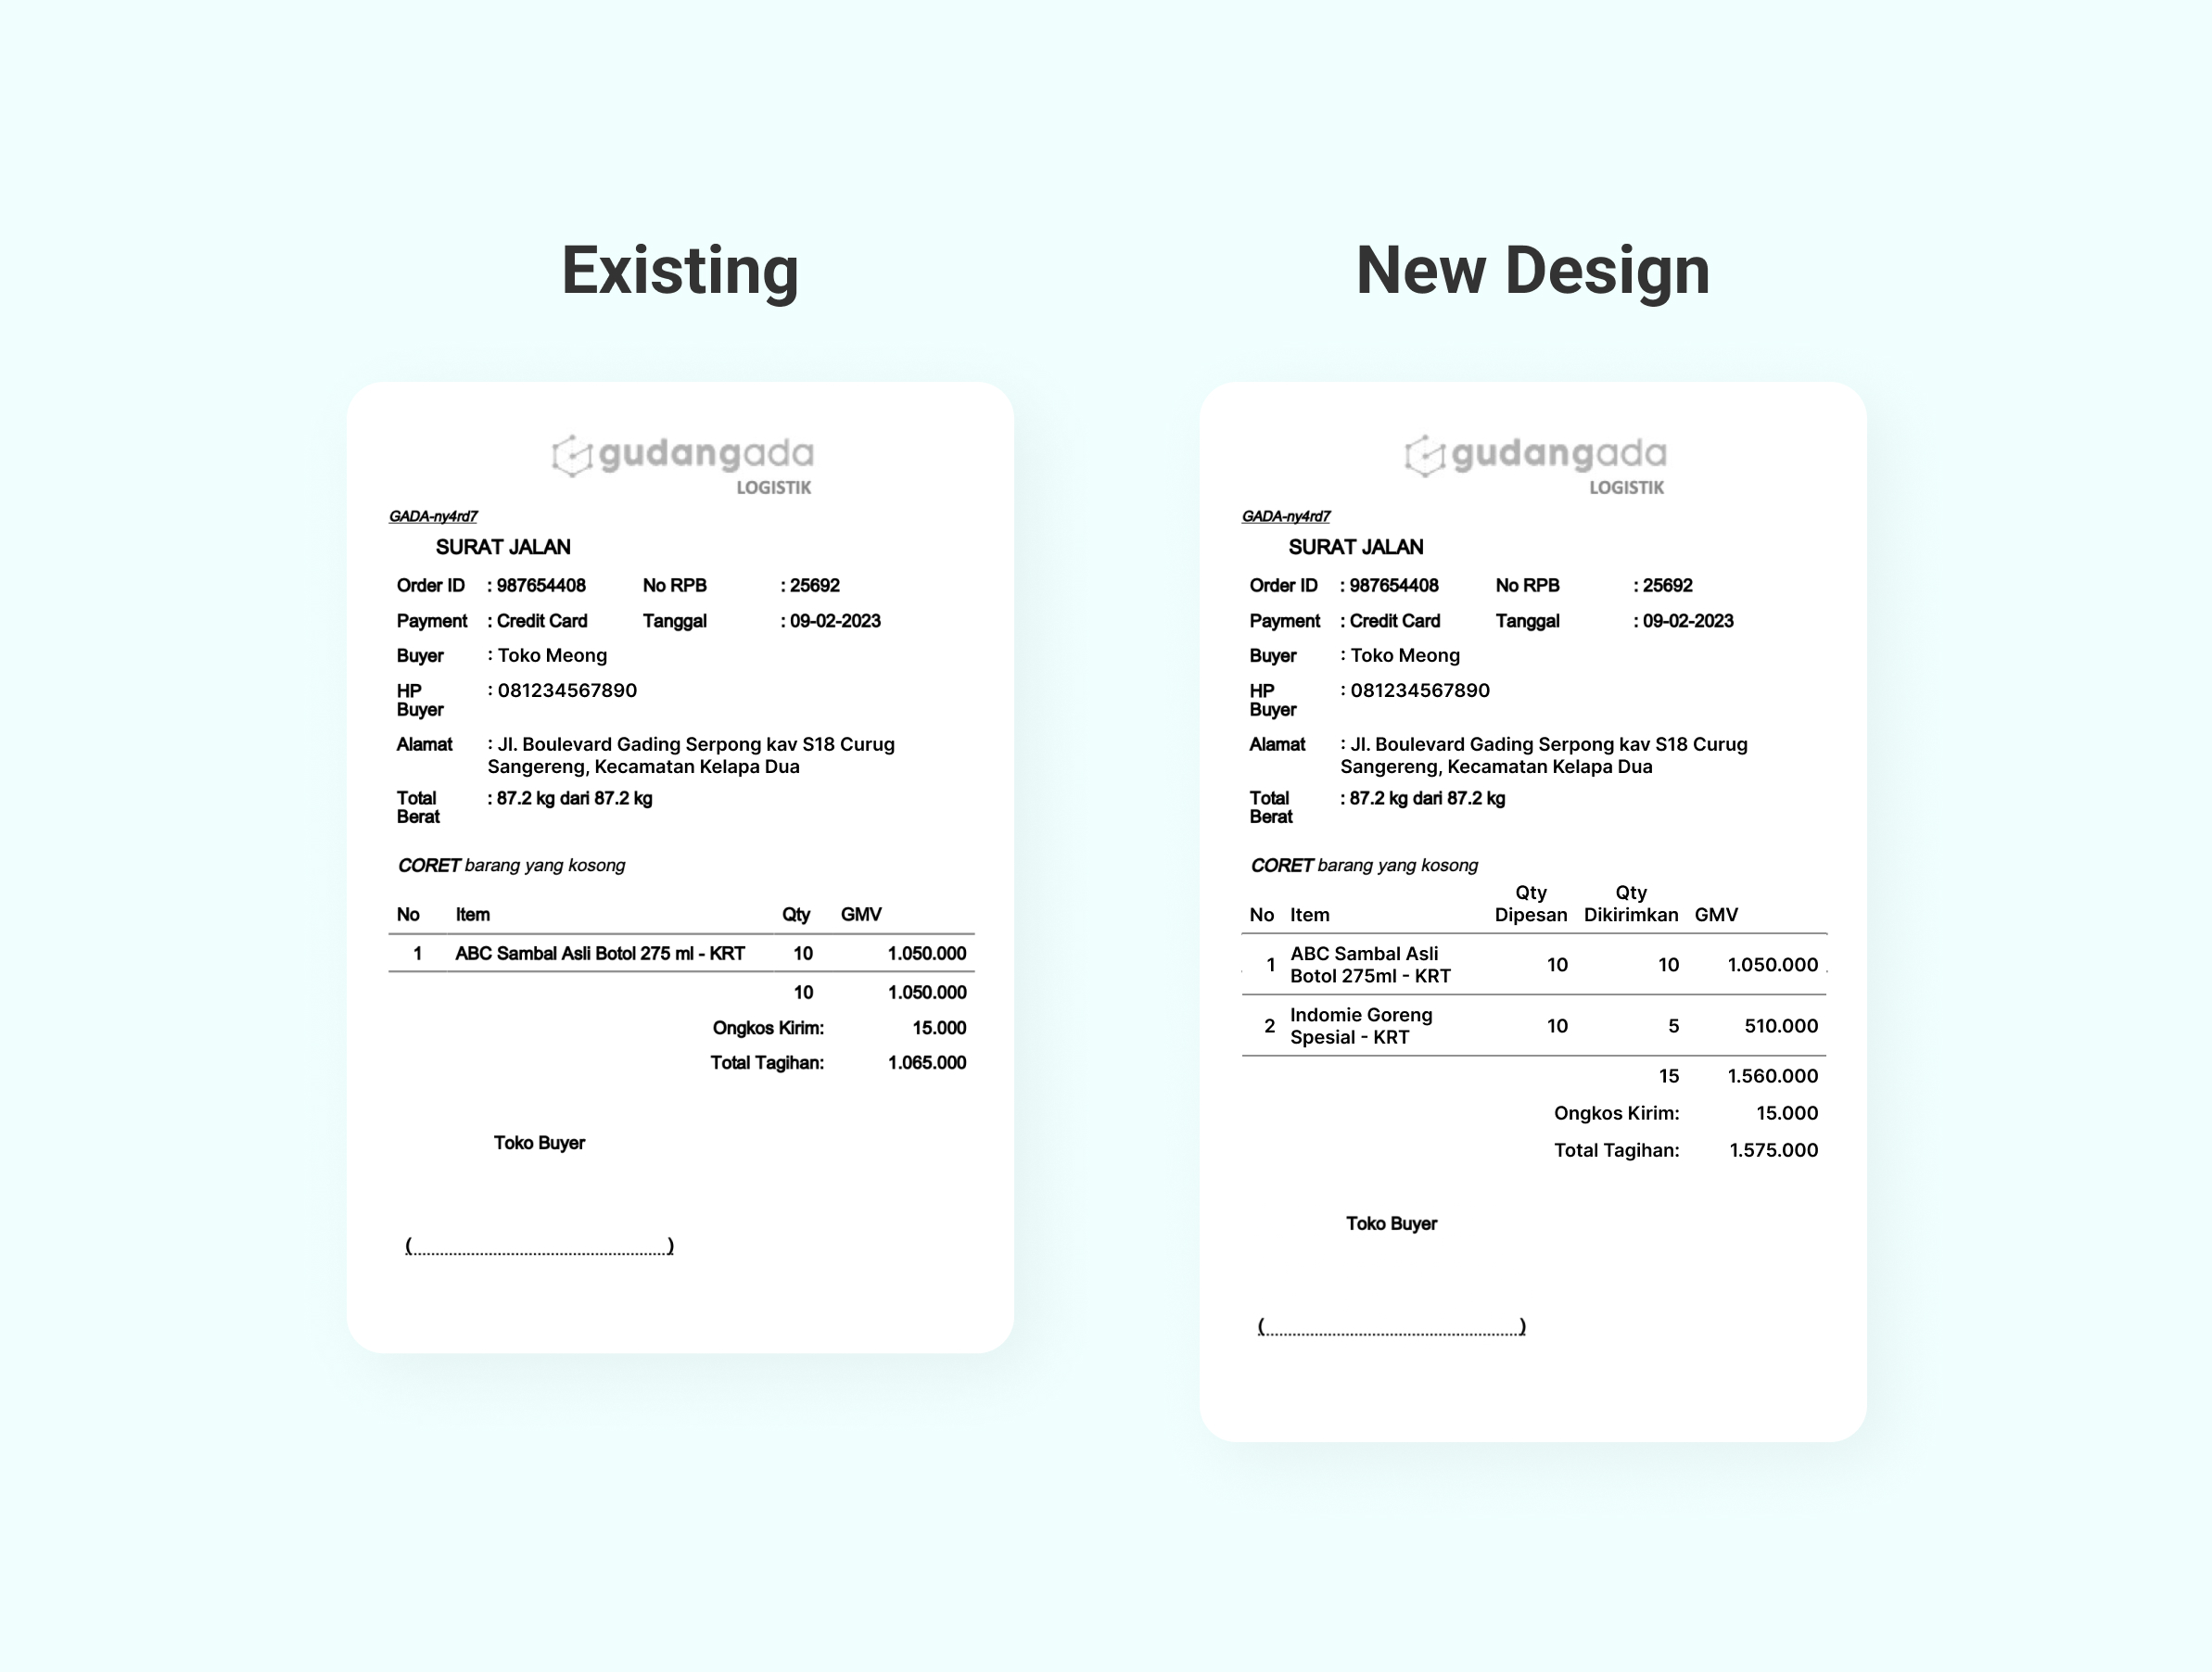 Existing
gudangada
LOGISTIK
GADA-ny4rd7
SURAT JALAN
Order ID : 987654408 No RPB : 25692
Payment : Credit Card Tanggal : 09-02-2023
Buyer : Toko Meong
HP : 081234567890
Buyer
Alamat : Jl. Boulevard Gading Serpong kav S18 Curug
Sangereng, Kecamatan Kelapa Dua
Total : 87.2 kg dari 87.2 kg
Berat
CORET barang yang kosong
No Item Qty GMV
1 ABC Sambal Asli Botol 275 ml - KRT 10 1.050.000
10 1.050.000
Ongkos Kirim: 15.000
Total Tagihan: 1.065.000
Toko Buyer
(............................................................)
New Design
gudangada
LOGISTIK
GADA-ny4rd7
SURAT JALAN
Order ID : 987654408 No RPB : 25692
Payment : Credit Card Tanggal : 09-02-2023
Buyer : Toko Meong
HP : 081234567890
Buyer
Alamat : Jl. Boulevard Gading Serpong kav S18 Curug
Sangereng, Kecamatan Kelapa Dua
Total : 87.2 kg dari 87.2 kg
Berat
CORET barang yang kosong
Qty Qty
No Item Dipesan Dikirimkan GMV
ABC Sambal Asli
1 10 10 1.050.000
Botol 275ml - KRT
Indomie Goreng
2 10 5 510.000
Spesial - KRT
15 1.560.000
Ongkos Kirim: 15.000
Total Tagihan: 1.575.000
Toko Buyer
(............................................................)